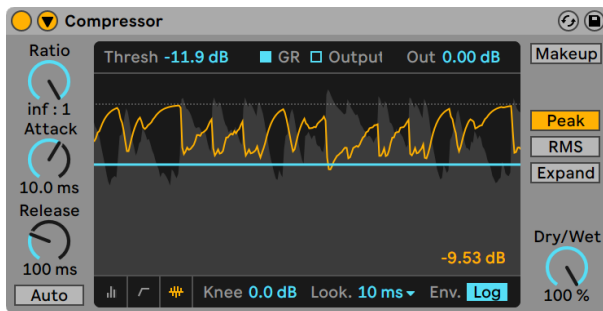 Compressor
Ratio
inf : 1
Attack
10.0 ms
Release
100 ms
Auto
Thresh -11.9 dB GR Output Out 0.00 dB
-9.53 dB
Knee 0.0 dB Look. 10 ms Env. Log
Makeup
Peak
RMS
Expand
Dry/Wet
100 %